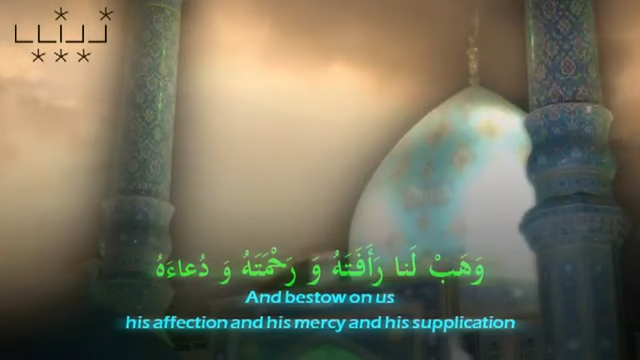 وَهَبْ لَنا رَأَفَتَهُ وَ رَحْمَتَهُ وَ دُعاءَهُ
And bestow on us
his affection and his mercy and his supplication